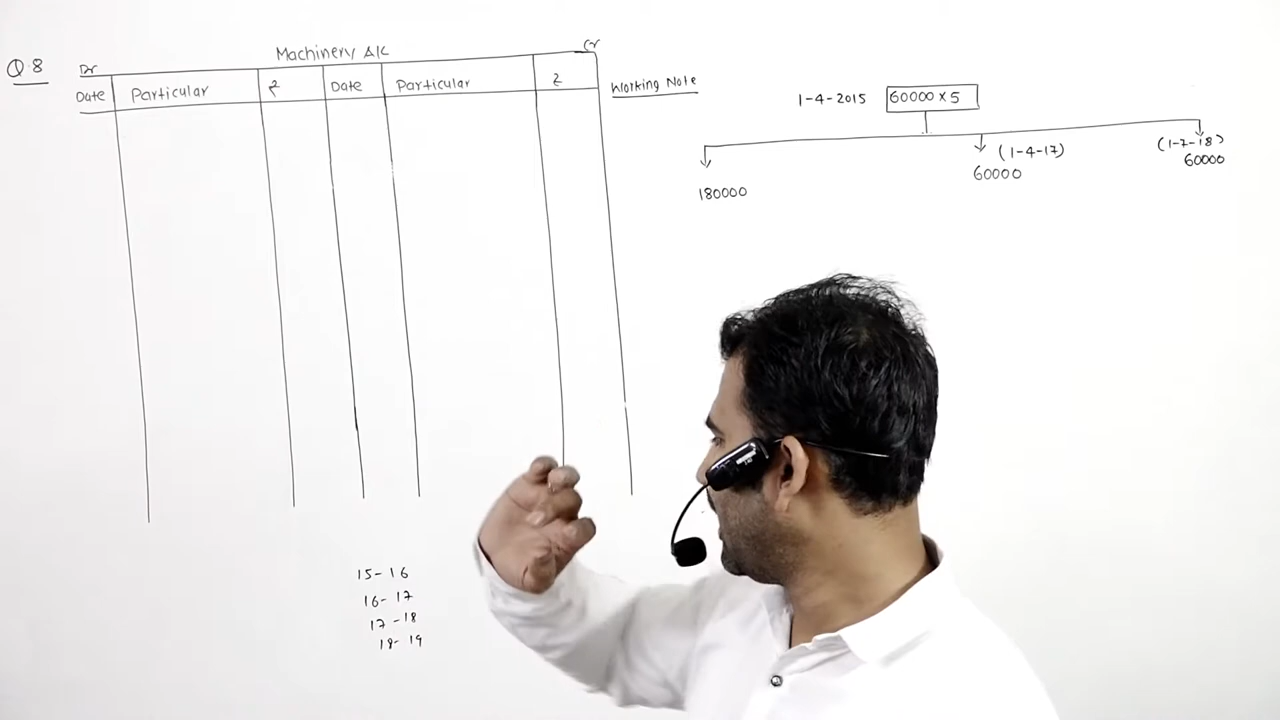 Q.8
Machinery A/C
Dr
Cr
Date Particular ₹ Date Particular ₹
Working Note
1-4-2015 60000 x 5
180000
(1-4-17)
60000
(1-7-18)
60000
15-16
16-17
17-18
18-19